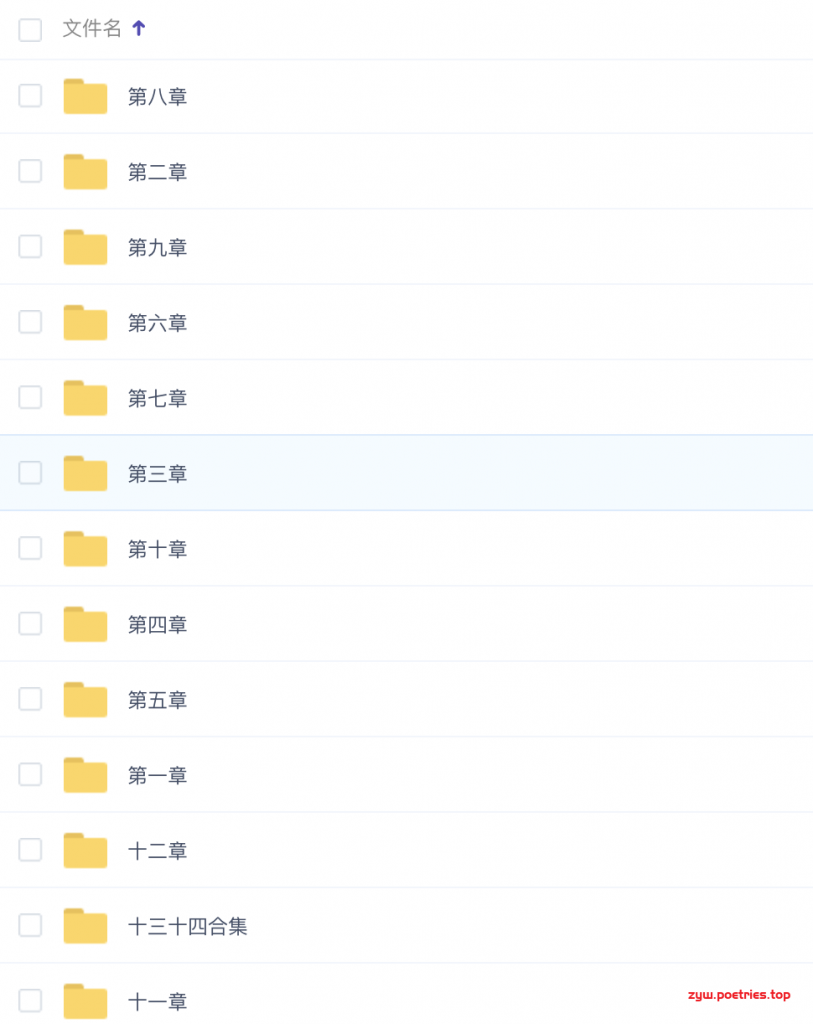 文件名
第八章
第二章
第九章
第六章
第七章
第三章
第十章
第四章
第五章
第一章
十二章
十三十四合集
十一章
zyw.poetries.top